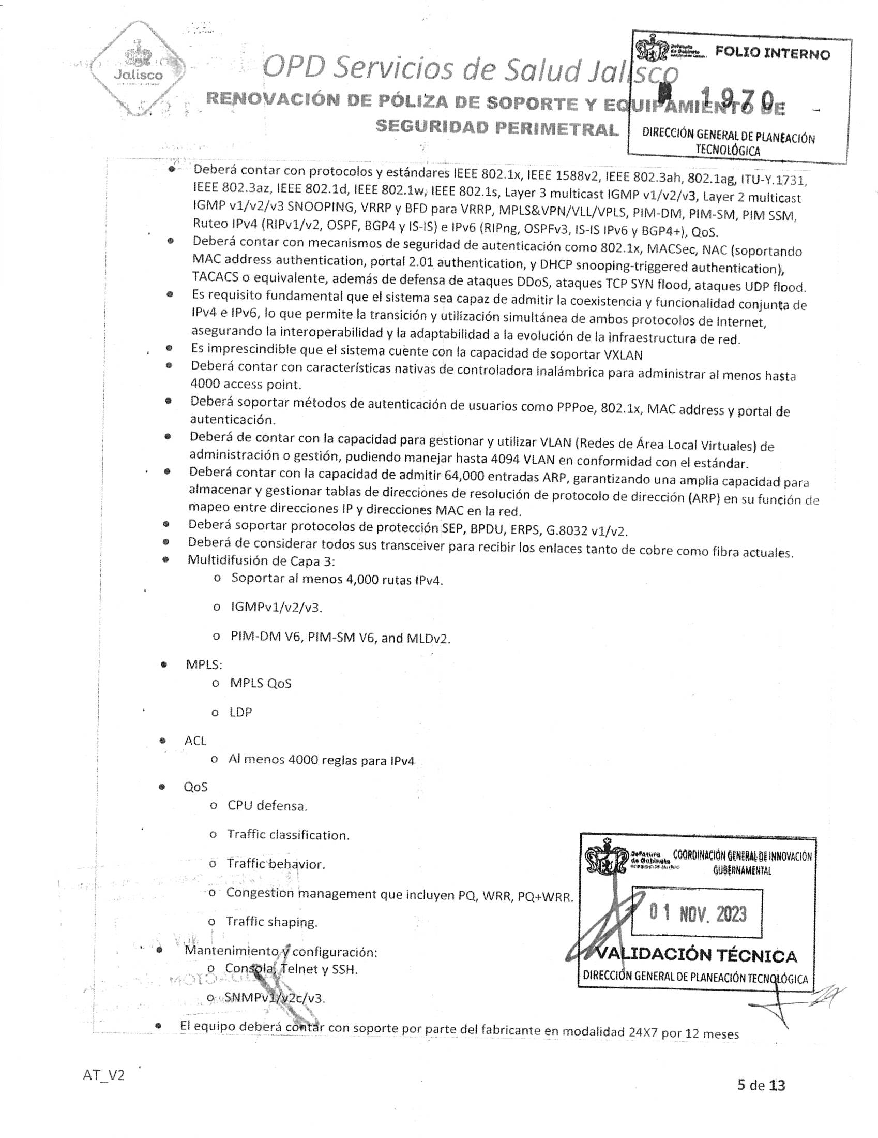 Jalisco
OPD Servicios de Salud Jalisco
RENOVACIÓN DE PÓLIZA DE SOPORTE Y EQUIPAMIENTO DE
SEGURIDAD PERIMETRAL
Jefatura
de Gabinete
FOLIO INTERNO
1970
DIRECCIÓN GENERAL DE PLANEACIÓN
TECNOLÓGICA
• Deberá contar con protocolos y estándares IEEE 802.1x, IEEE 1588v2, IEEE 802.3ah, 802.1ag, ITU-Y.1731,
IEEE 802.3az, IEEE 802.1d, IEEE 802.1w, IEEE 802.1s, Layer 3 multicast IGMP v1/v2/v3, Layer 2 multicast
IGMP v1/v2/v3 SNOOPING, VRRP y BFD para VRRP, MPLS&VPN/VLL/VPLS, PIM-DM, PIM-SM, PIM SSM,
Ruteo IPv4 (RIPv1/v2, OSPF, BGP4 y IS-IS) e IPv6 (RIPng, OSPFv3, IS-IS IPv6 y BGP4+), QoS.
• Deberá contar con mecanismos de seguridad de autenticación como 802.1x, MACSec, NAC (soportando
MAC address authentication, portal 2.01 authentication, y DHCP snooping-triggered authentication),
TACACS o equivalente, además de defensa de ataques DDoS, ataques TCP SYN flood, ataques UDP flood.
• Es requisito fundamental que el sistema sea capaz de admitir la coexistencia y funcionalidad conjunta de
IPv4 e IPv6, lo que permite la transición y utilización simultánea de ambos protocolos de Internet,
asegurando la interoperabilidad y la adaptabilidad a la evolución de la infraestructura de red.
• Es imprescindible que el sistema cuente con la capacidad de soportar VXLAN
• Deberá contar con características nativas de controladora inalámbrica para administrar al menos hasta
4000 access point.
• Deberá soportar métodos de autenticación de usuarios como PPPoe, 802.1x, MAC address y portal de
autenticación.
• Deberá de contar con la capacidad para gestionar y utilizar VLAN (Redes de Área Local Virtuales) de
administración o gestión, pudiendo manejar hasta 4094 VLAN en conformidad con el estándar.
• Deberá contar con la capacidad de admitir 64,000 entradas ARP, garantizando una amplia capacidad para
almacenar y gestionar tablas de direcciones de resolución de protocolo de dirección (ARP) en su función de
mapeo entre direcciones IP y direcciones MAC en la red.
• Deberá soportar protocolos de protección SEP, BPDU, ERPS, G.8032 v1/v2.
• Deberá de considerar todos sus transceiver para recibir los enlaces tanto de cobre como fibra actuales.
• Multidifusión de Capa 3:
o Soportar al menos 4,000 rutas IPv4.
o IGMPv1/v2/v3.
o PIM-DM V6, PIM-SM V6, and MLDv2.
• MPLS:
o MPLS QoS
o LDP
• ACL
o Al menos 4000 reglas para IPv4
• QoS
o CPU defensa.
o Traffic classification.
o Traffic behavior.
o Congestion management que incluyen PQ, WRR, PQ+WRR.
o Traffic shaping.
• Mantenimiento y configuración:
o Consola, Telnet y SSH.
o SNMPv1/v2c/v3.
• El equipo deberá contar con soporte por parte del fabricante en modalidad 24X7 por 12 meses
Jefatura
de Gabinete
COORDINACIÓN GENERAL DE INNOVACIÓN
GUBERNAMENTAL
01 NOV. 2023
VALIDACIÓN TÉCNICA
DIRECCIÓN GENERAL DE PLANEACIÓN TECNOLÓGICA
AT_V2
5 de 13